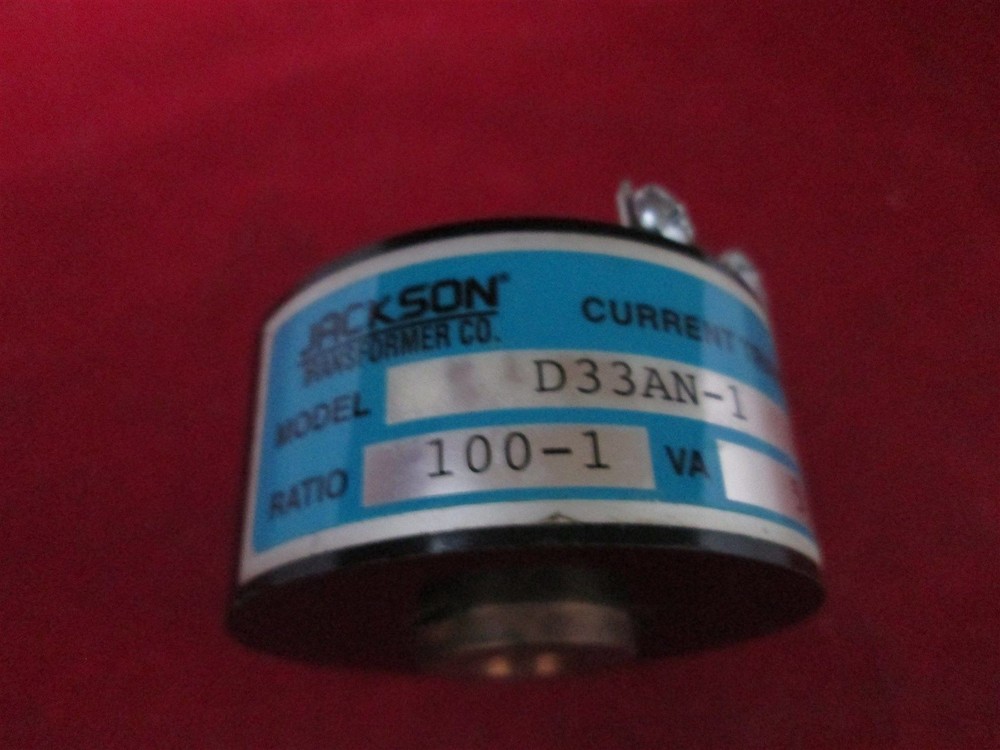 JACKSON®
TRANSFORMER CO.
CURRENT
MODEL D33AN-1
RATIO 100-1 VA